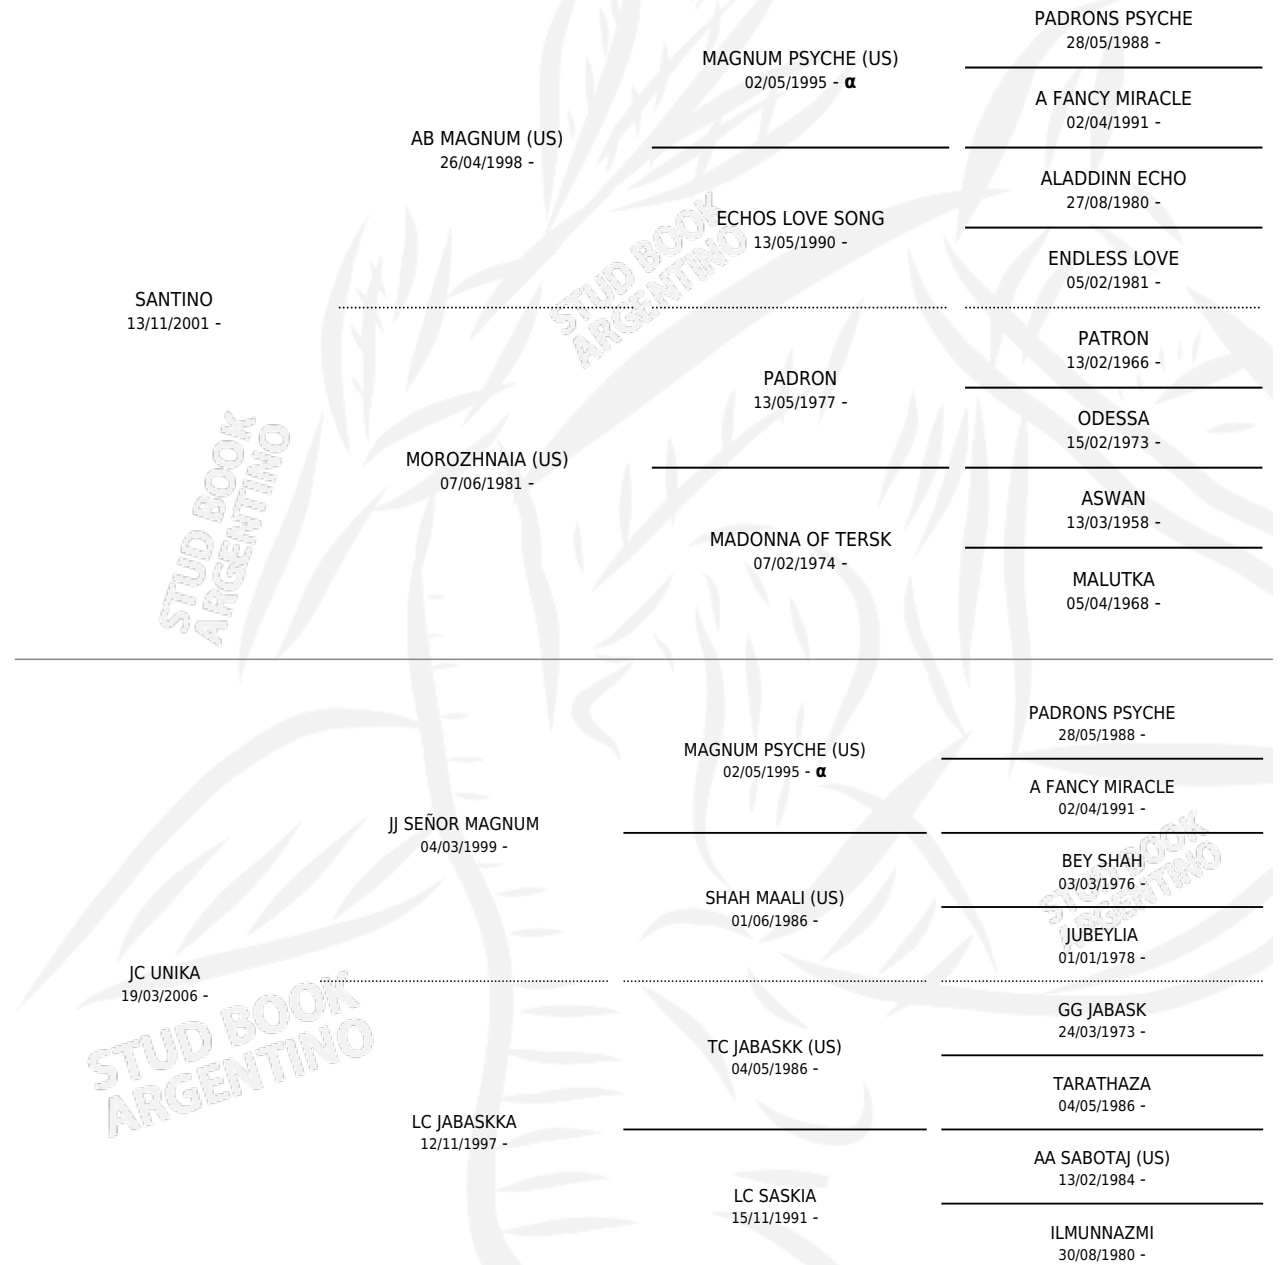 PADRONS PSYCHE
28/05/1988 -
MAGNUM PSYCHE (US)
02/05/1995 - α
A FANCY MIRACLE
02/04/1991 -
AB MAGNUM (US)
26/04/1998 -
ALADDINN ECHO
27/08/1980 -
ECHOS LOVE SONG
13/05/1990 -
ENDLESS LOVE
05/02/1981 -
SANTINO
13/11/2001 -
PATRON
13/02/1966 -
PADRON
13/05/1977 -
ODESSA
15/02/1973 -
MOROZHNAIA (US)
07/06/1981 -
ASWAN
13/03/1958 -
MADONNA OF TERSK
07/02/1974 -
MALUTKA
05/04/1968 -
STUD BOOK
ARGENTINO
STUD BOOK
ARGENTINO
PADRONS PSYCHE
28/05/1988 -
MAGNUM PSYCHE (US)
02/05/1995 - α
A FANCY MIRACLE
02/04/1991 -
JJ SEÑOR MAGNUM
04/03/1999 -
BEY SHAH
03/03/1976 -
SHAH MAALI (US)
01/06/1986 -
JUBEYLIA
01/01/1978 -
JC UNIKA
19/03/2006 -
GG JABASK
24/03/1973 -
TC JABASKK (US)
04/05/1986 -
TARATHAZA
04/05/1986 -
LC JABASKKA
12/11/1997 -
AA SABOTAJ (US)
13/02/1984 -
LC SASKIA
15/11/1991 -
ILMUNNAZMI
30/08/1980 -
STUD BOOK
ARGENTINO
STUD BOOK
ARGENTINO